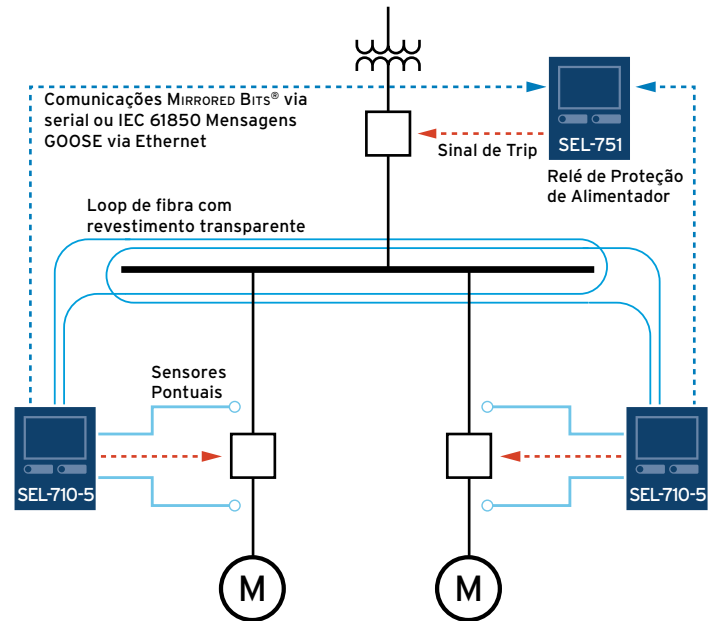 Comunicações MIRRORED BITS® via
serial ou IEC 61850 Mensagens
GOOSE via Ethernet
SEL-751
Sinal de Trip
Relé de Proteção
de Alimentador
Loop de fibra com
revestimento transparente
Sensores
Pontuais
SEL-710-5
SEL-710-5
M
M